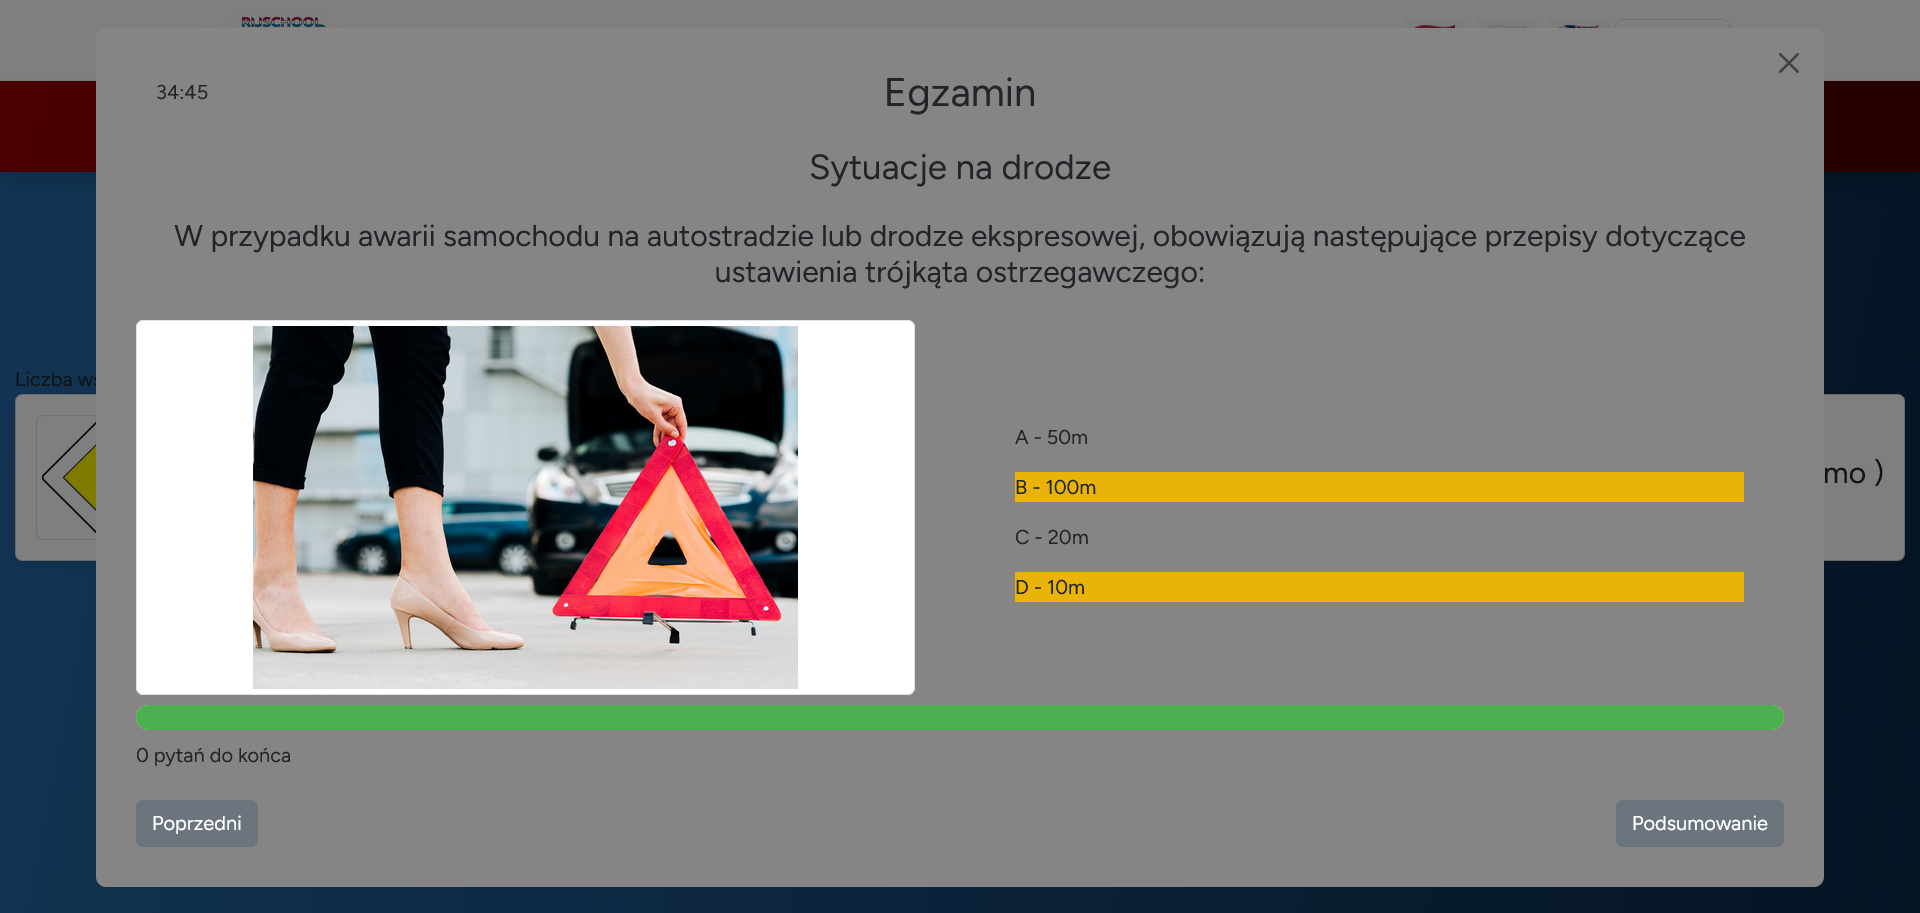 RIJSCHOOL
34:45
Egzamin
Sytuacje na drodze
W przypadku awarii samochodu na autostradzie lub drodze ekspresowej, obowiązują następujące przepisy dotyczące
ustawienia trójkąta ostrzegawczego:
Liczba ws
A - 50m
B - 100m
mo )
C - 20m
D - 10m
0 pytań do końca
Poprzedni
Podsumowanie